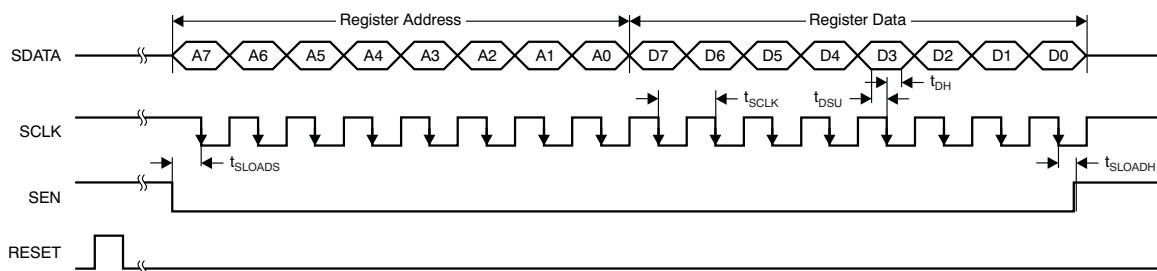 Register Address Register Data
SDATA A7 A6 A5 A4 A3 A2 A1 A0 D7 D6 D5 D4 D3 D2 D1 D0
tSCLK tDSU tDH
SCLK
tSLOADS tSLOADH
SEN
RESET